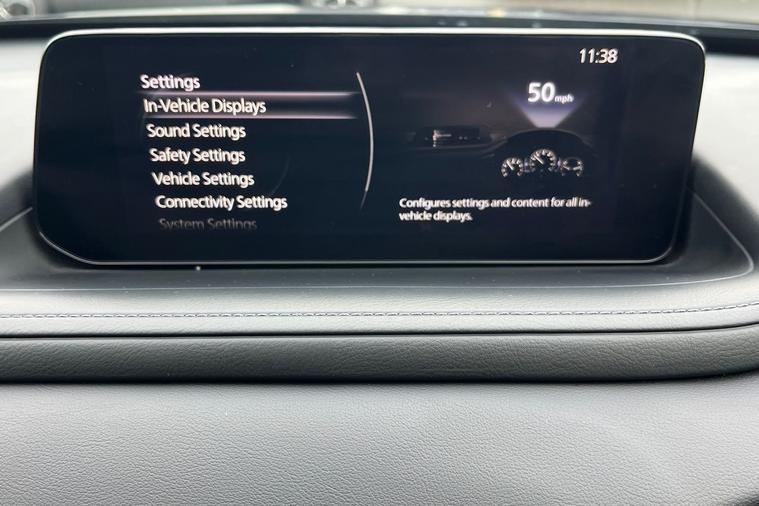 11:38
Settings
In-Vehicle Displays
Sound Settings
Safety Settings
Vehicle Settings
Connectivity Settings
System Settings
50 mph
Configures settings and content for all in-
vehicle displays.